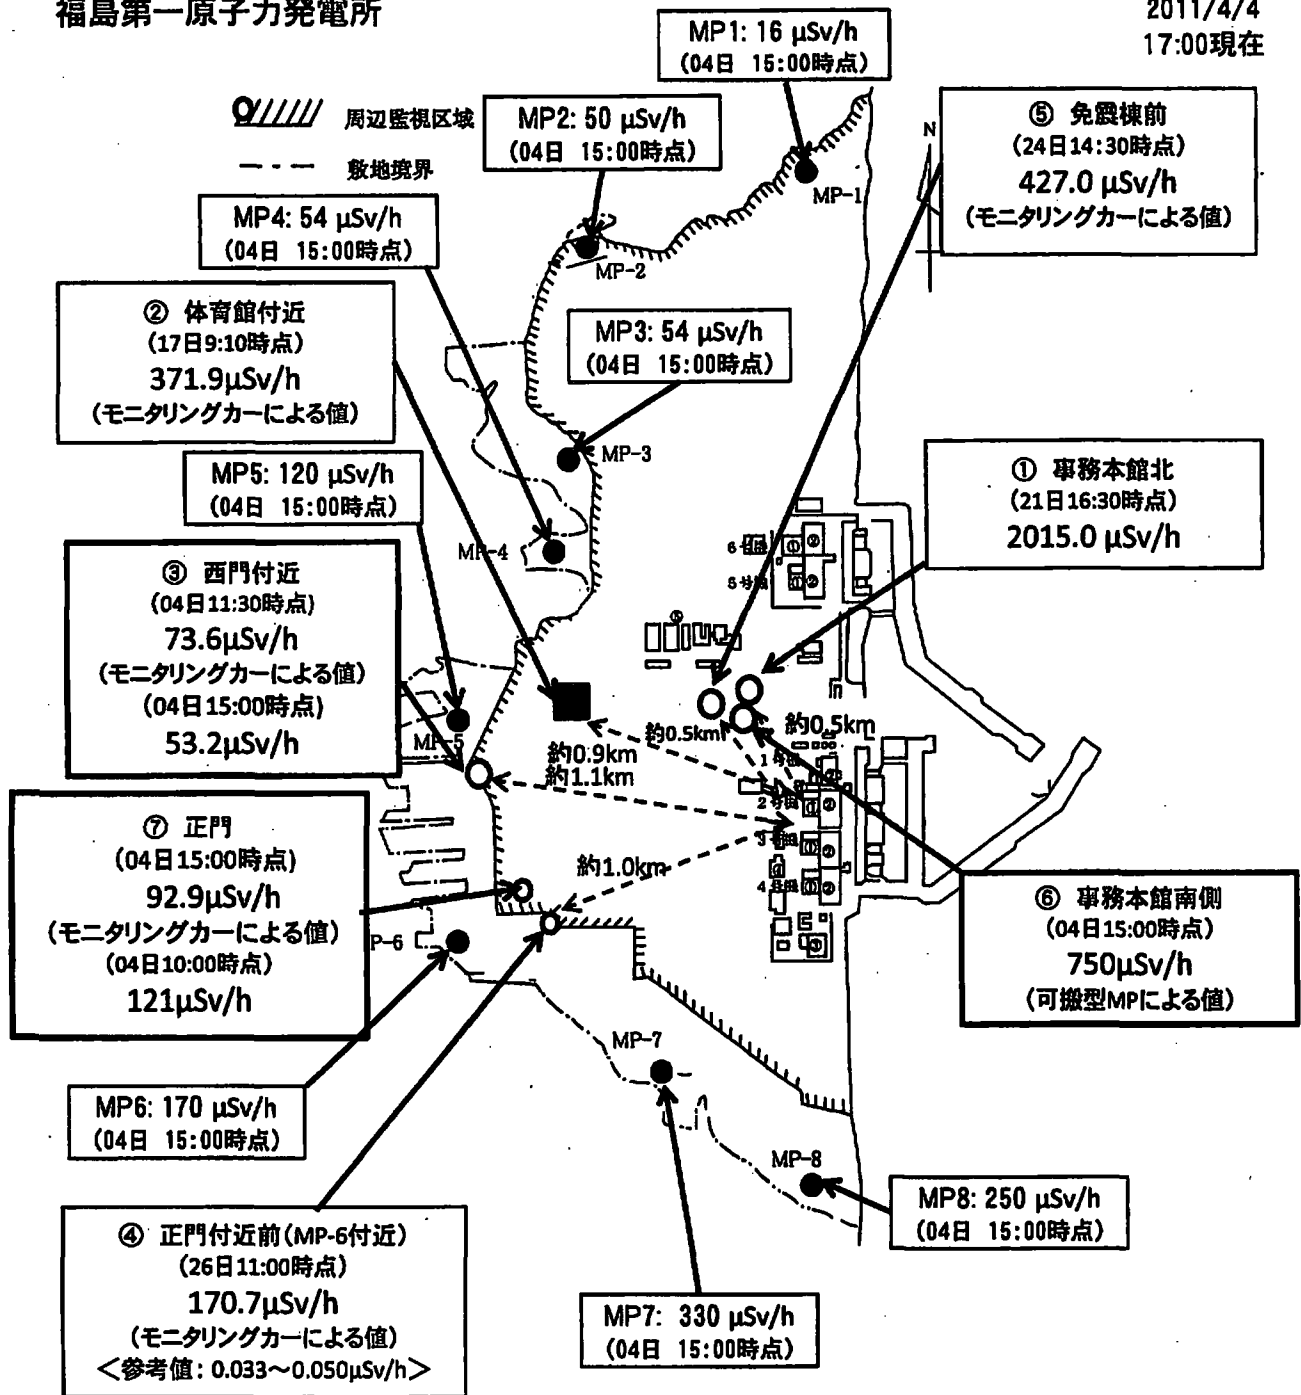 福島第一原子力発電所
2011/4/4
17:00現在
周辺監視区域
敷地境界
MP1: 16 μSv/h
(04日 15:00時点)
MP2: 50 μSv/h
(04日 15:00時点)
⑤ 免震棟前
(24日14:30時点)
427.0 μSv/h
(モニタリングカーによる値)
N
MP-1
MP4: 54 μSv/h
(04日 15:00時点)
MP-2
② 体育館付近
(17日9:10時点)
371.9μSv/h
(モニタリングカーによる値)
MP3: 54 μSv/h
(04日 15:00時点)
MP-3
MP5: 120 μSv/h
(04日 15:00時点)
① 事務本館北
(21日16:30時点)
2015.0 μSv/h
MP-4
③ 西門付近
(04日11:30時点)
73.6μSv/h
(モニタリングカーによる値)
(04日15:00時点)
53.2μSv/h
MP-5
約0.5km
約0.5km
約0.9km
約1.1km
⑦ 正門
(04日15:00時点)
92.9μSv/h
(モニタリングカーによる値)
(04日10:00時点)
121μSv/h
約1.0km
P-6
⑥ 事務本館南側
(04日15:00時点)
750μSv/h
(可搬型MPによる値)
MP-7
MP6: 170 μSv/h
(04日 15:00時点)
MP-8
MP8: 250 μSv/h
(04日 15:00時点)
④ 正門付近前(MP-6付近)
(26日11:00時点)
170.7μSv/h
(モニタリングカーによる値)
<参考値: 0.033~0.050μSv/h>
MP7: 330 μSv/h
(04日 15:00時点)